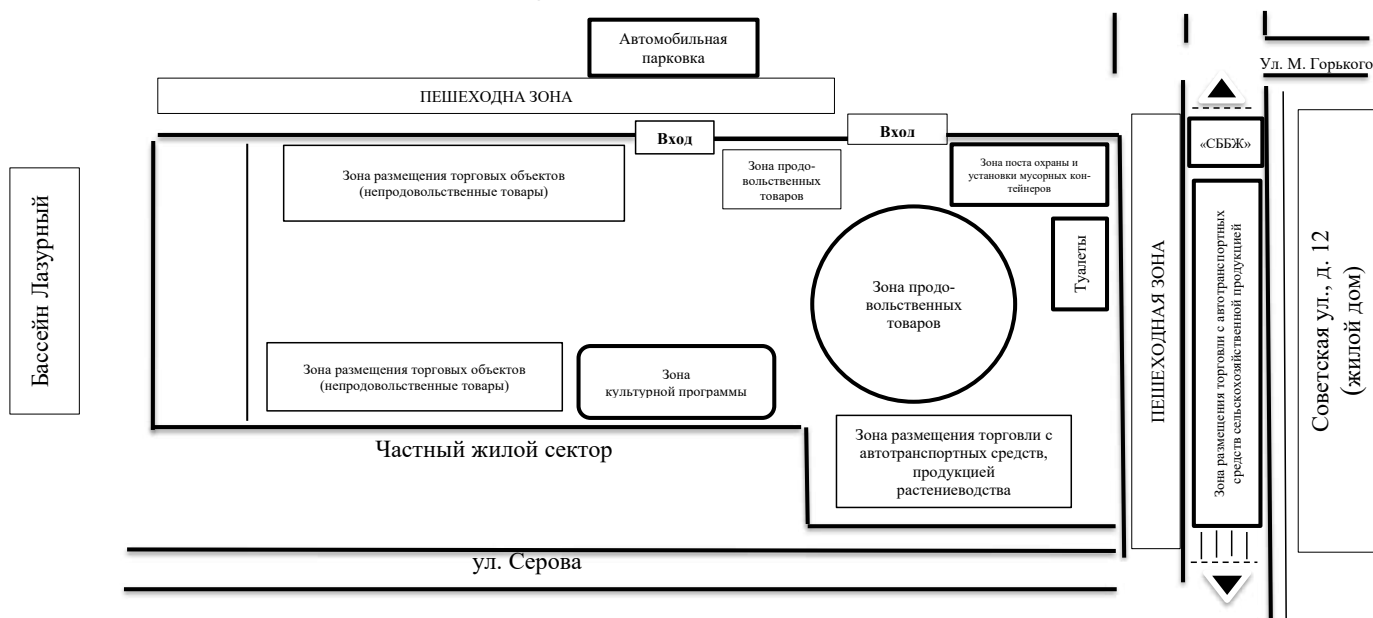 Автомобильная
парковка
Ул. М. Горького
ПЕШЕХОДНА ЗОНА
Вход
Вход
«СББЖ»
Зона размещения торговых объектов
(непродовольственные товары)
Зона продо-
вольственных
товаров
Зона поста охраны и
установки мусорных кон-
тейнеров
Бассейн Лазурный
Туалеты
ПЕШЕХОДНАЯ ЗОНА
Зона размещения торговли с автотранспортных
средств сельскохозяйственной продукцией
Советская ул., д. 12
(жилой дом)
Зона продо-
вольственных
товаров
Зона размещения торговых объектов
(непродовольственные товары)
Зона
культурной программы
Частный жилой сектор
Зона размещения торговли с
автотранспортных средств,
продукцией
растениеводства
ул. Серова